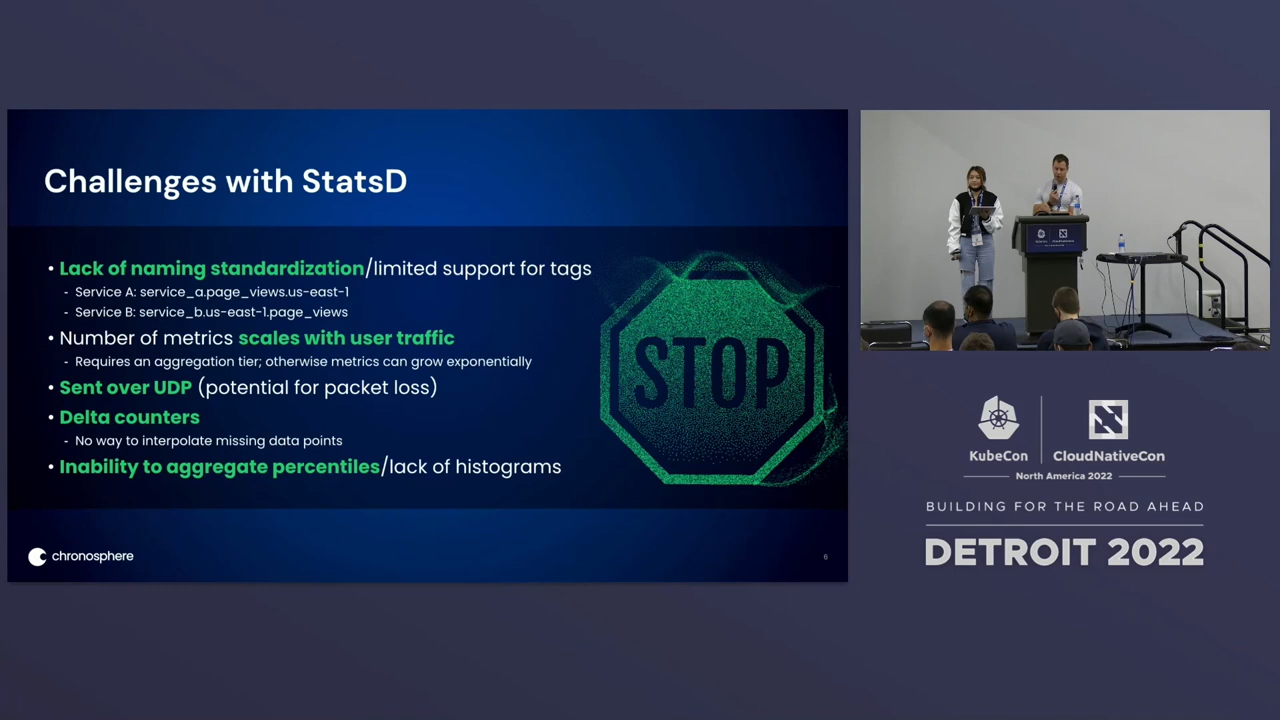 Challenges with StatsD
• Lack of naming standardization/limited support for tags
- Service A: service_a.page_views.us-east-1
- Service B: service_b.us-east-1.page_views
• Number of metrics scales with user traffic
- Requires an aggregation tier; otherwise metrics can grow exponentially
• Sent over UDP (potential for packet loss)
• Delta counters
- No way to interpolate missing data points
• Inability to aggregate percentiles/lack of histograms
STOP
chronosphere
6
KubeCon
CloudNativeCon
North America 2022
BUILDING FOR THE ROAD AHEAD
DETROIT 2022